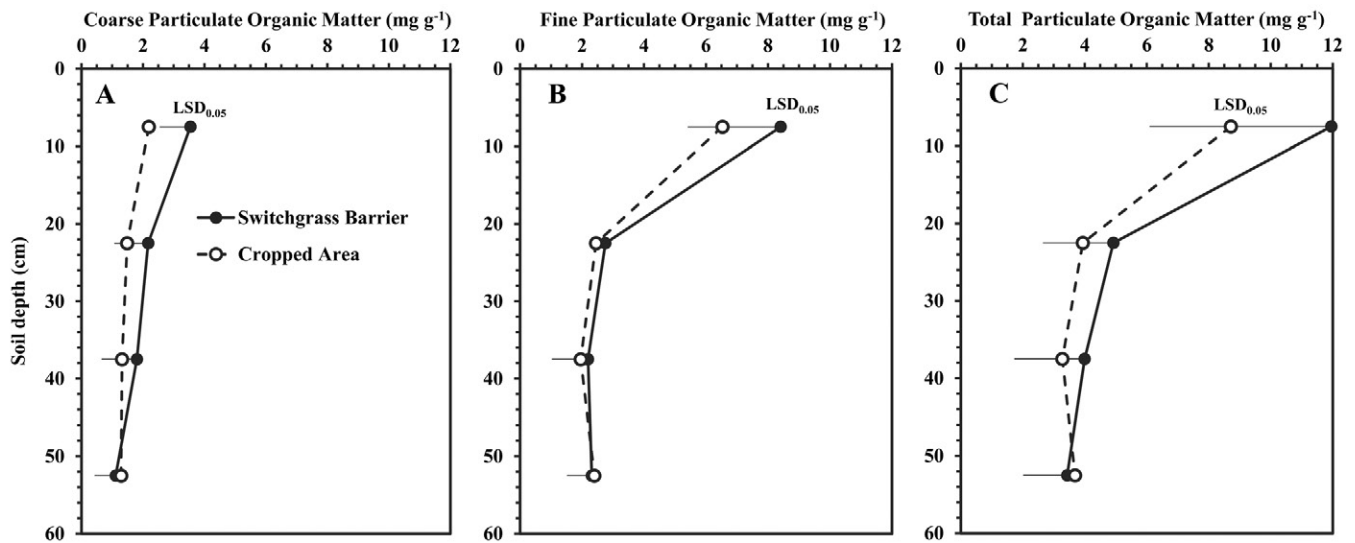 Coarse Particulate Organic Matter (mg g-1)
0 2 4 6 8 10 12
0
10
20
30
40
50
60
Soil depth (cm)
A
LSD0.05
Switchgrass Barrier
Cropped Area
Fine Particulate Organic Matter (mg g-1)
0 2 4 6 8 10 12
0
10
20
30
40
50
60
B
LSD0.05
Total Particulate Organic Matter (mg g-1)
0 2 4 6 8 10 12
0
10
20
30
40
50
60
C
LSD0.05